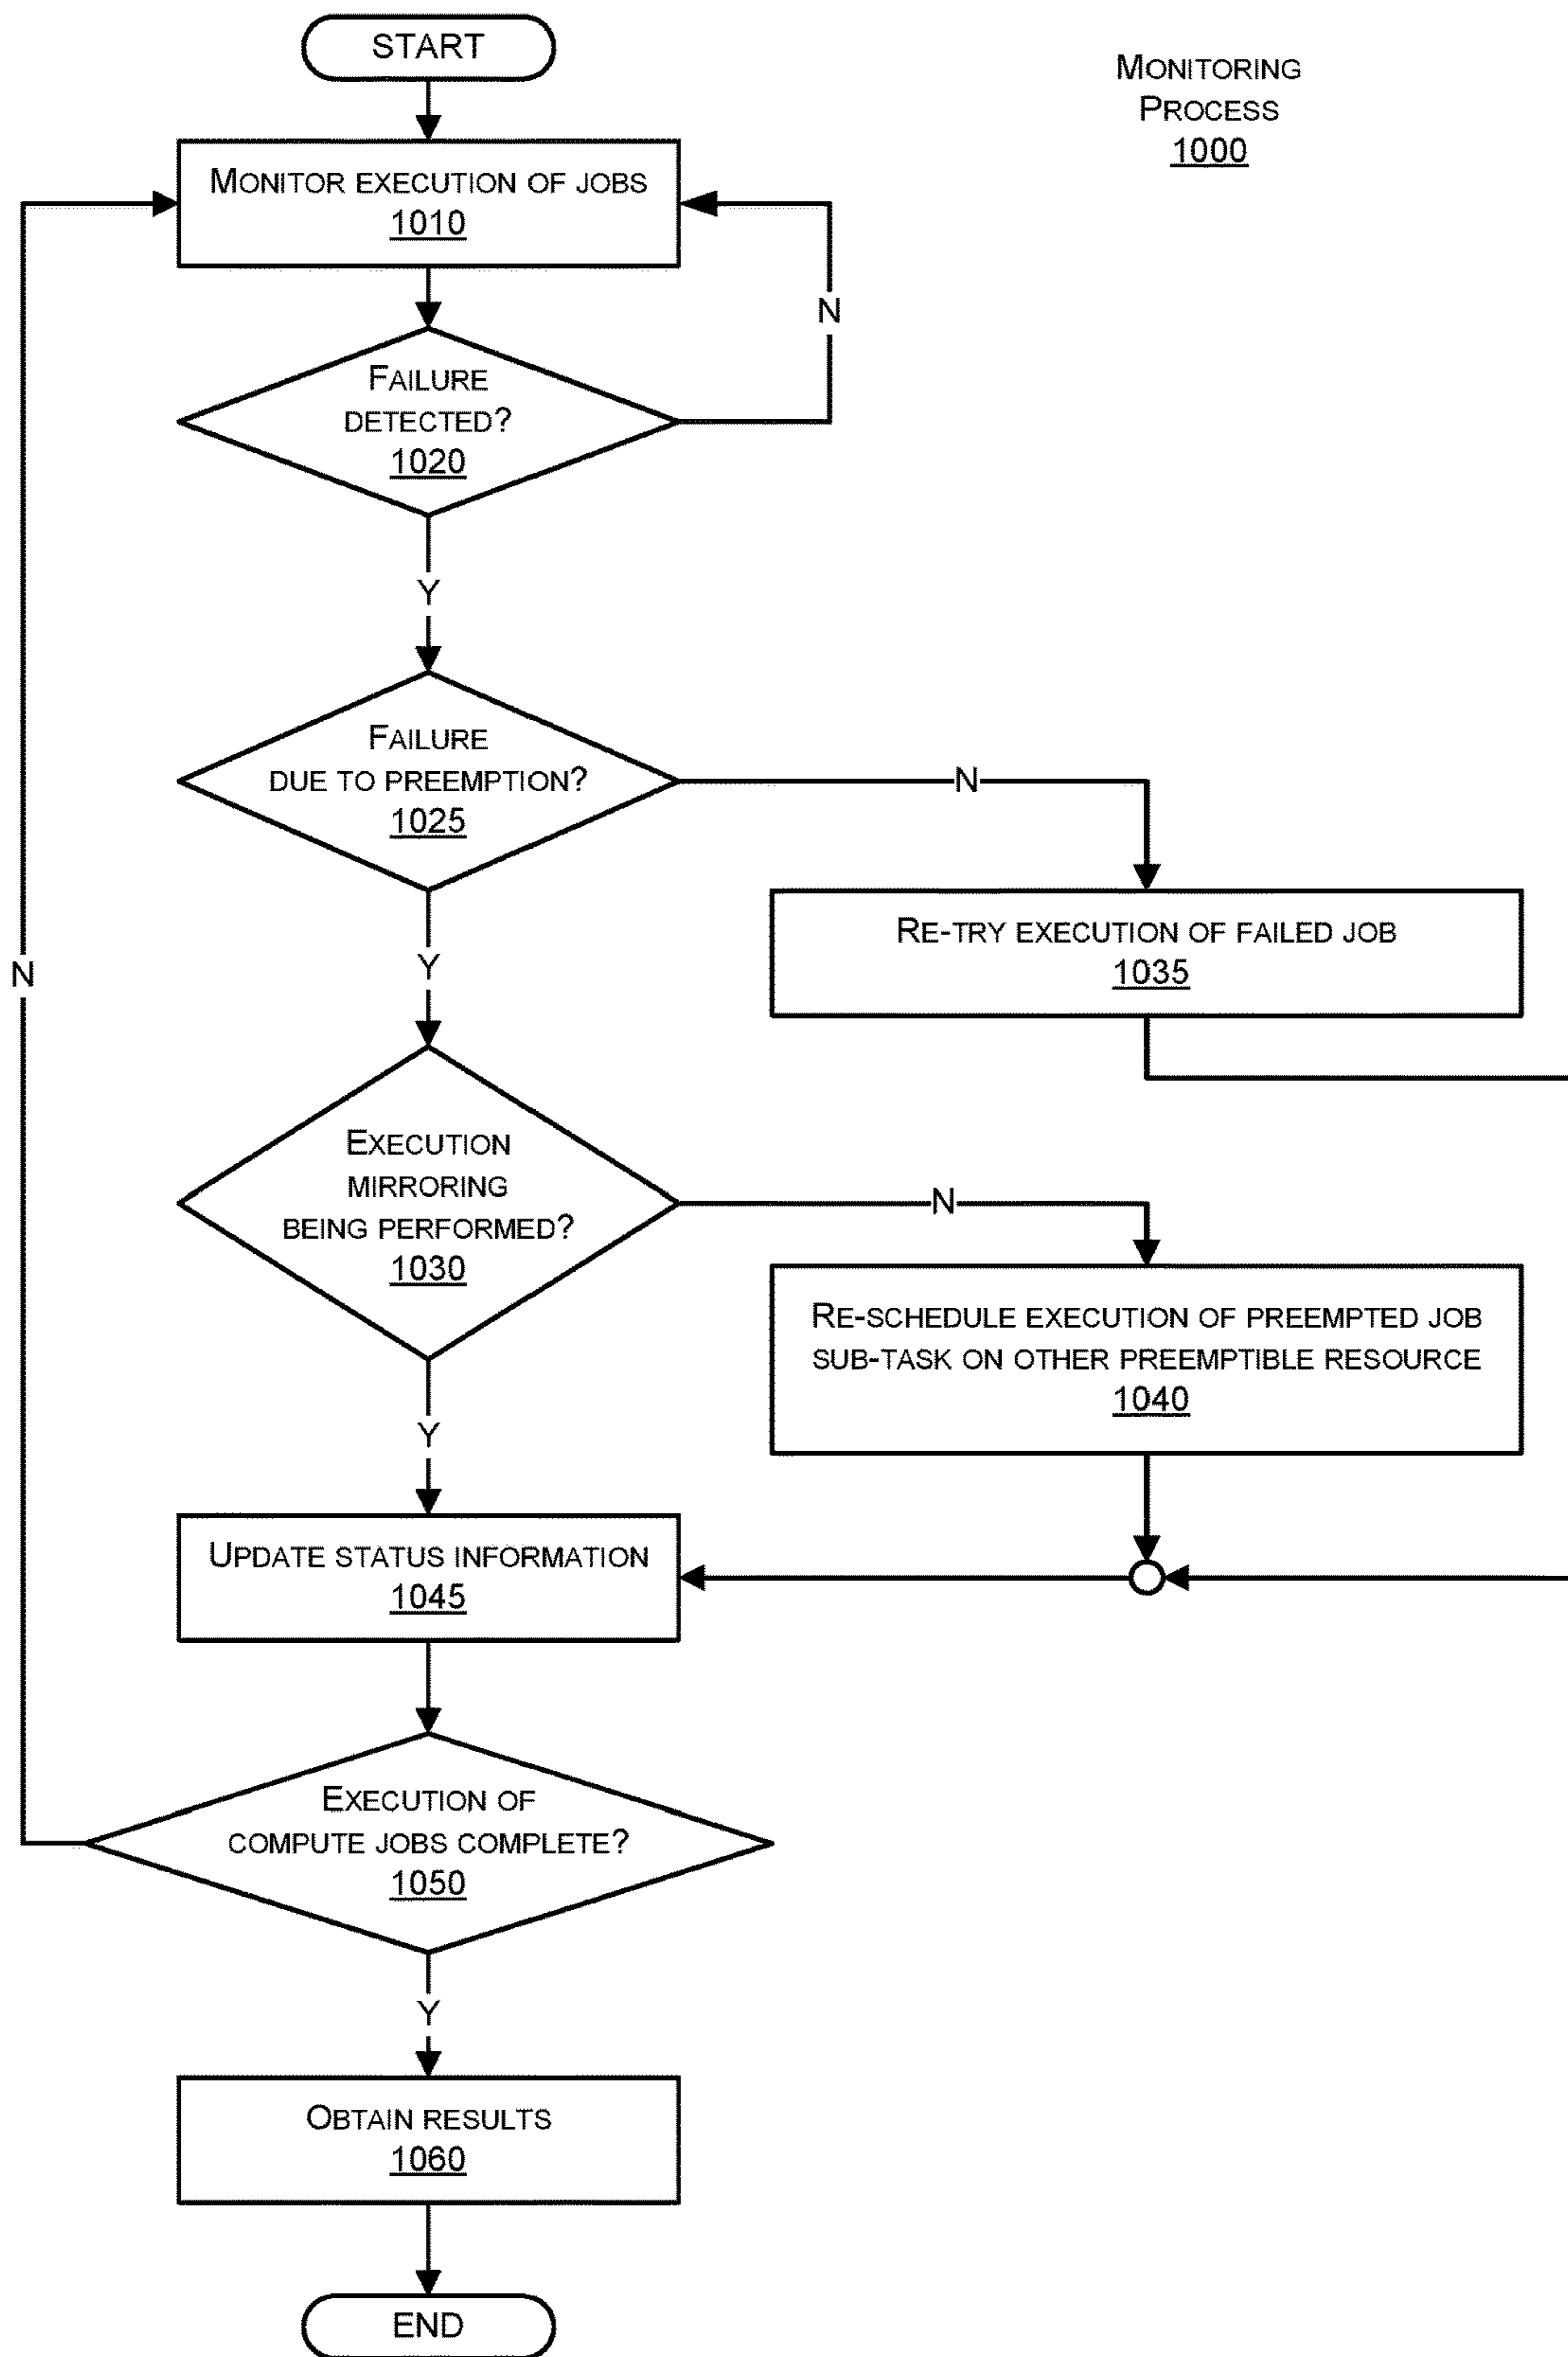 START
MONITORING
PROCESS
1000
MONITOR EXECUTION OF JOBS
1010
N
FAILURE
DETECTED?
1020
Y
FAILURE
DUE TO PREEMPTION?
1025
N
RE-TRY EXECUTION OF FAILED JOB
1035
Y
N
EXECUTION
MIRRORING
BEING PERFORMED?
1030
N
RE-SCHEDULE EXECUTION OF PREEMPTED JOB
SUB-TASK ON OTHER PREEMPTIBLE RESOURCE
1040
Y
UPDATE STATUS INFORMATION
1045
EXECUTION OF
COMPUTE JOBS COMPLETE?
1050
Y
OBTAIN RESULTS
1060
END